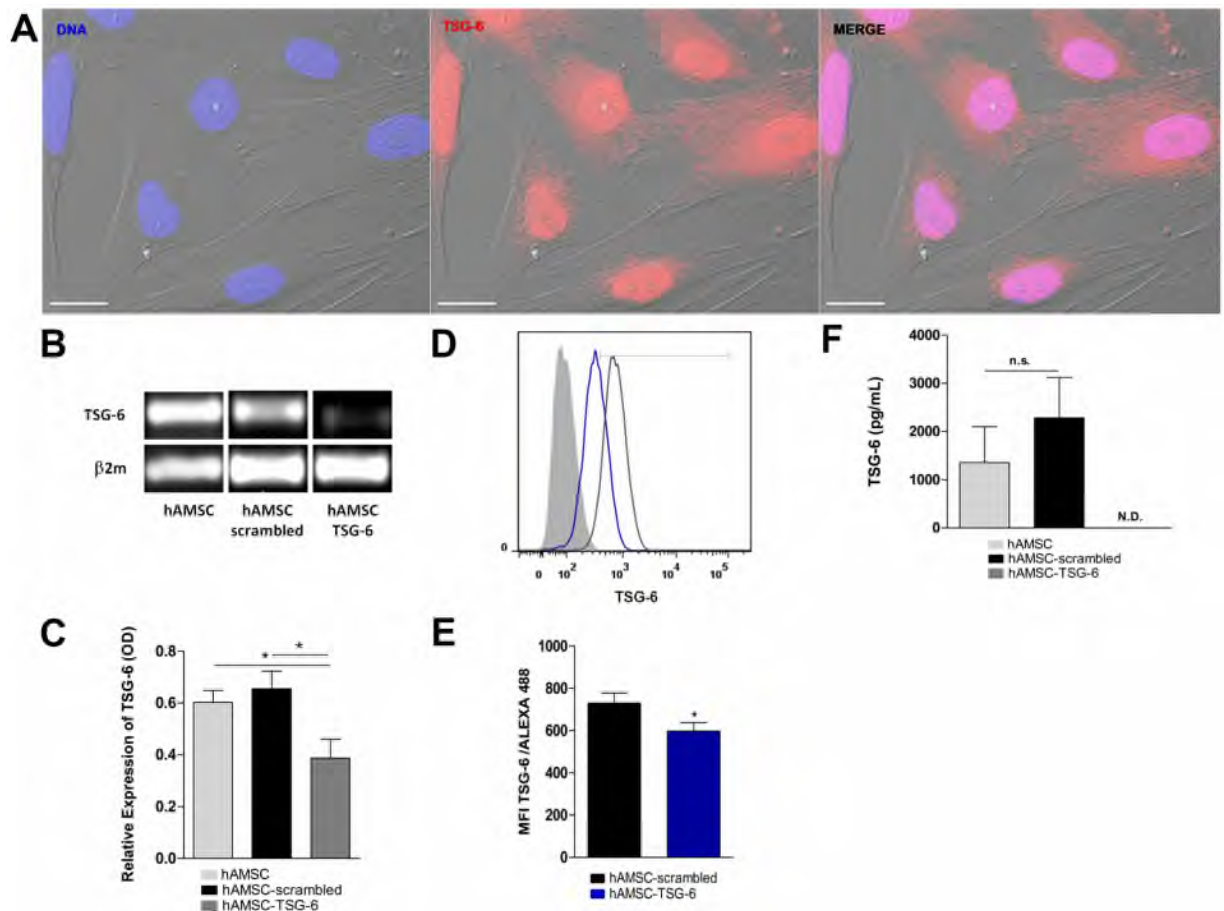 A
DNA
TSG-6
MERGE
B
TSG-6
β2m
hAMSC
hAMSC
scrambled
hAMSC
TSG-6
C
Relative Expression of TSG-6 (OD)
0.8
0.6
0.4
0.2
0.0
*
*
hAMSC
hAMSC-scrambled
hAMSC-TSG-6
D
0
0 10² 10³ 10⁴ 10⁵
TSG-6
E
MFI TSG-6 /ALEXA 488
1000
800
600
400
200
0
*
hAMSC-scrambled
hAMSC-TSG-6
F
TSG-6 (pg/mL)
4000
3000
2000
1000
0
n.s.
N.D.
hAMSC
hAMSC-scrambled
hAMSC-TSG-6